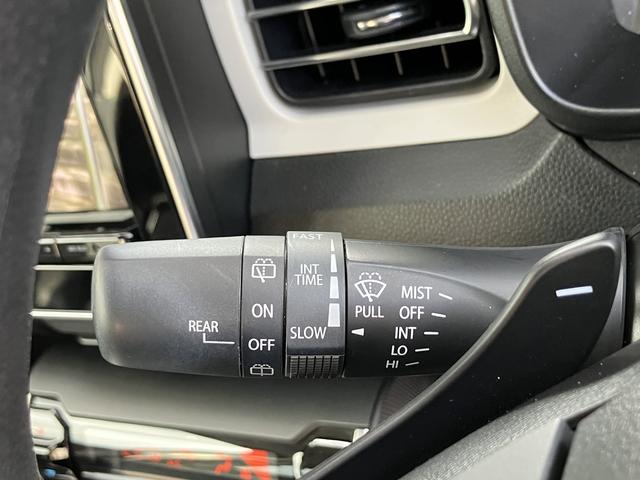 REAR
ON
OFF
FAST
INT
TIME
SLOW
PULL
MIST
OFF
INT
LO
HI